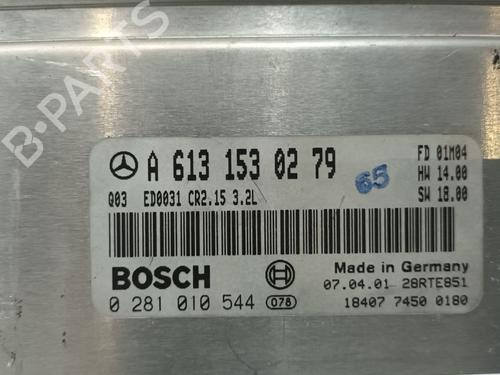 A 613 153 02 79
FD 01M04
HW 14.00
SW 18.00
65
Q03 ED0031 CR2.15 3.2L
BOSCH
Made in Germany
07.04.01 28RTE851
0 281 010 544 078
18407 7450 0180
B-PARTS